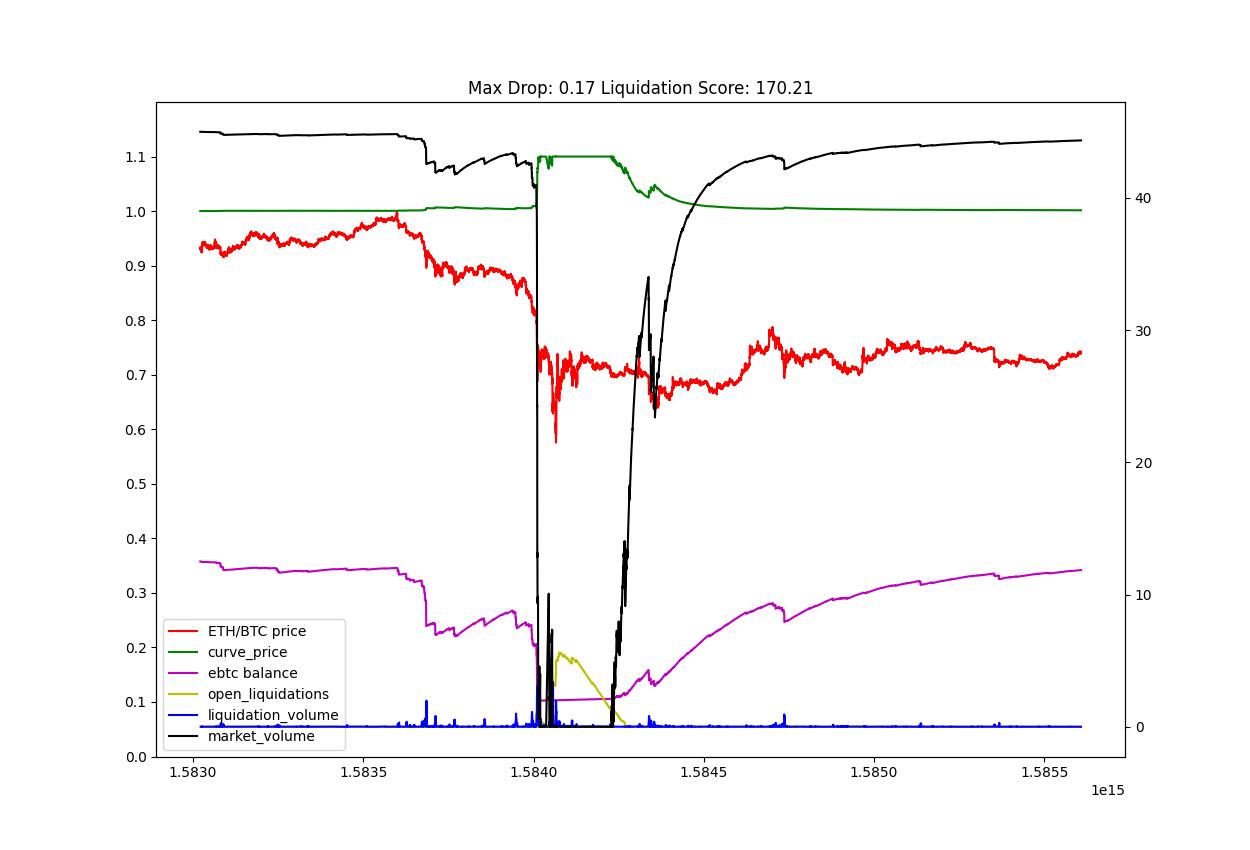 Max Drop: 0.17 Liquidation Score: 170.21
1.1
1.0
0.9
0.8
0.7
0.6
0.5
0.4
0.3
0.2
0.1
0.0
40
30
20
10
0
ETH/BTC price
curve_price
ebtc balance
open_liquidations
liquidation_volume
market_volume
1.5830 1.5835 1.5840 1.5845 1.5850 1.5855
1e15